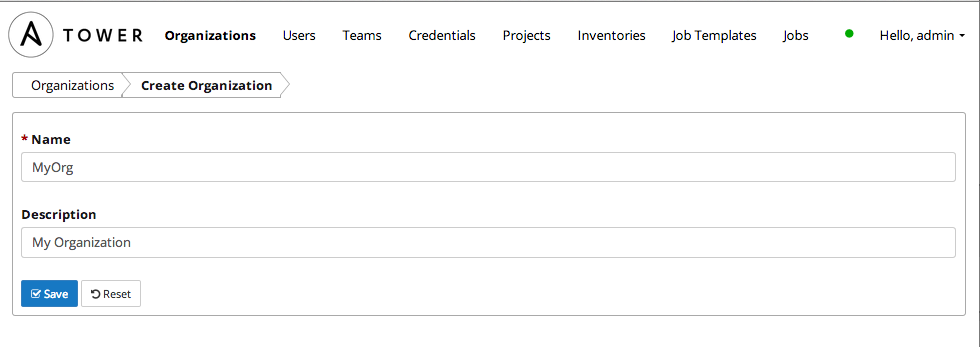 TOWER Organizations Users Teams Credentials Projects Inventories Job Templates Jobs Hello, admin
Organizations Create Organization
* Name
MyOrg
Description
My Organization
Save Reset